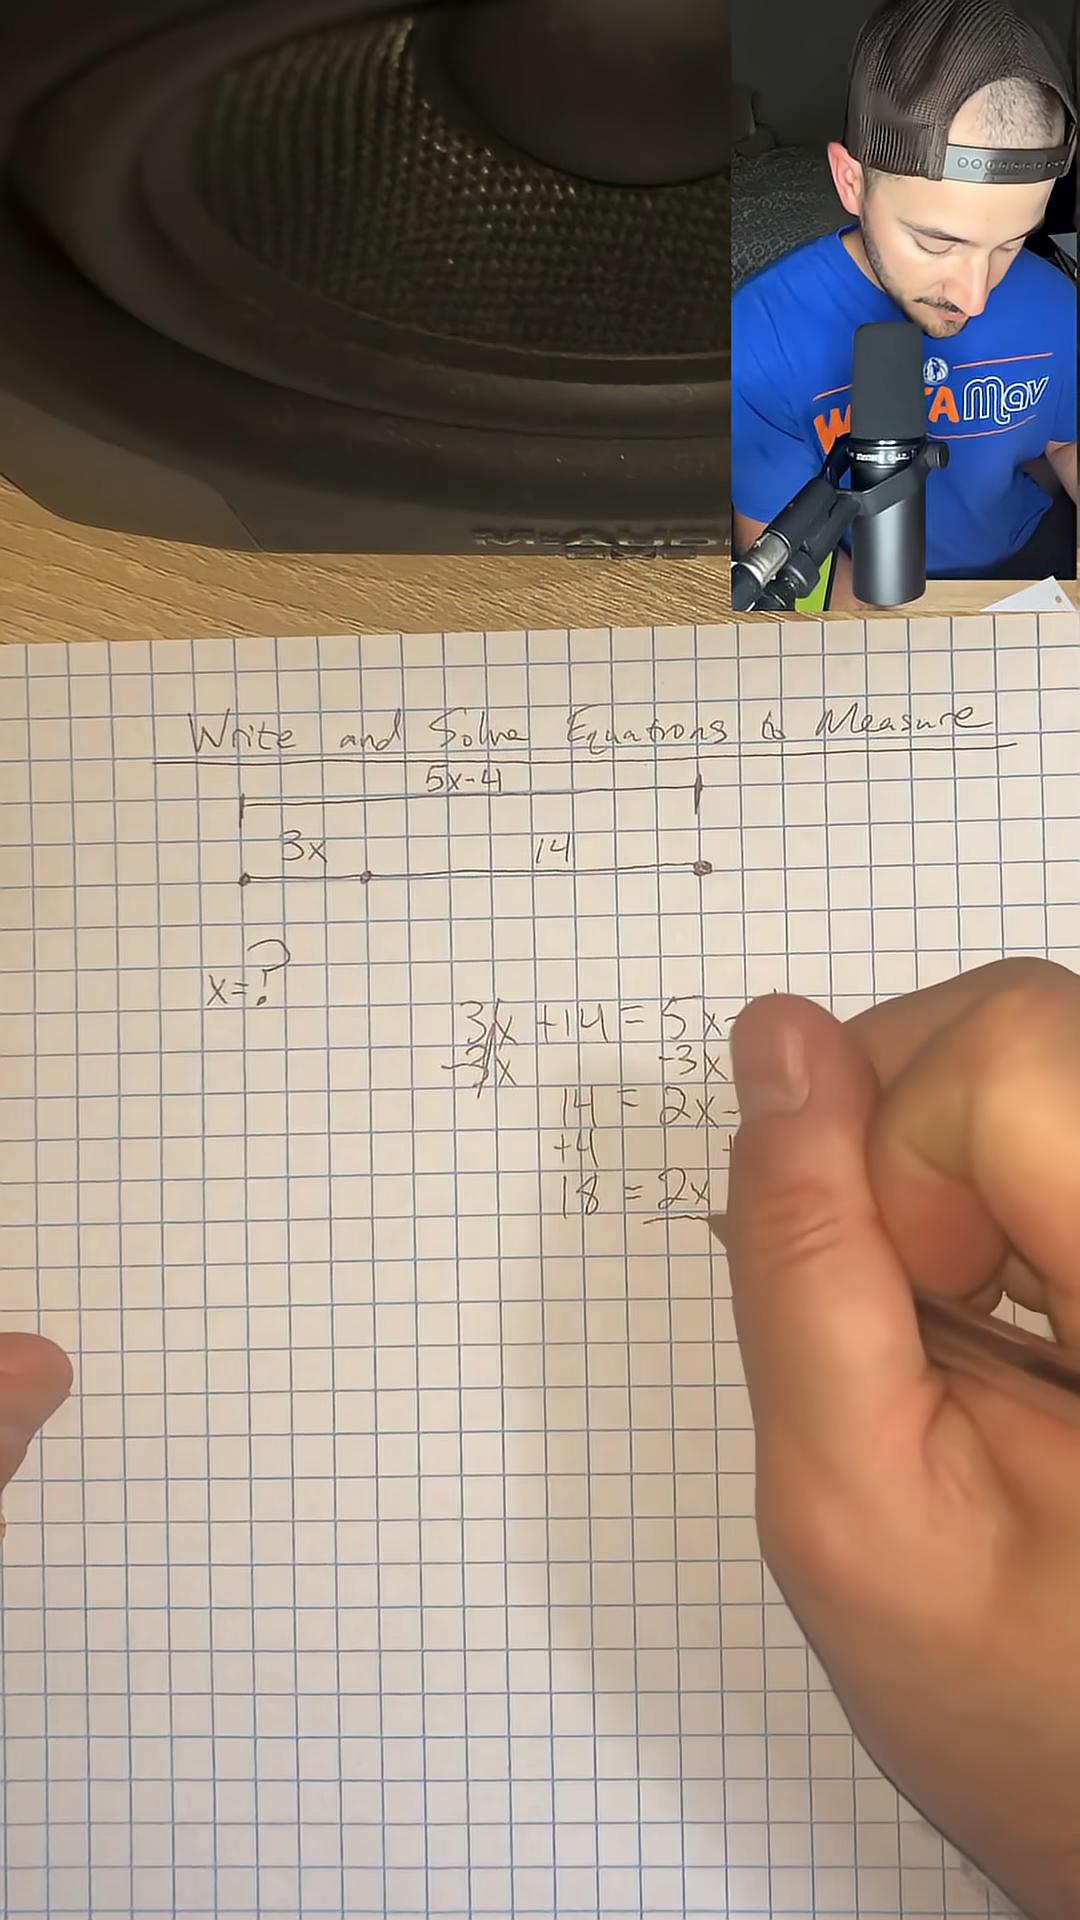 M-AUDI
Write and Solve Equations to Measure
5x-4
3x 14
x=?
3x +14 = 5x-
-3x -3x
14 = 2x-
+4 +
18 = 2x